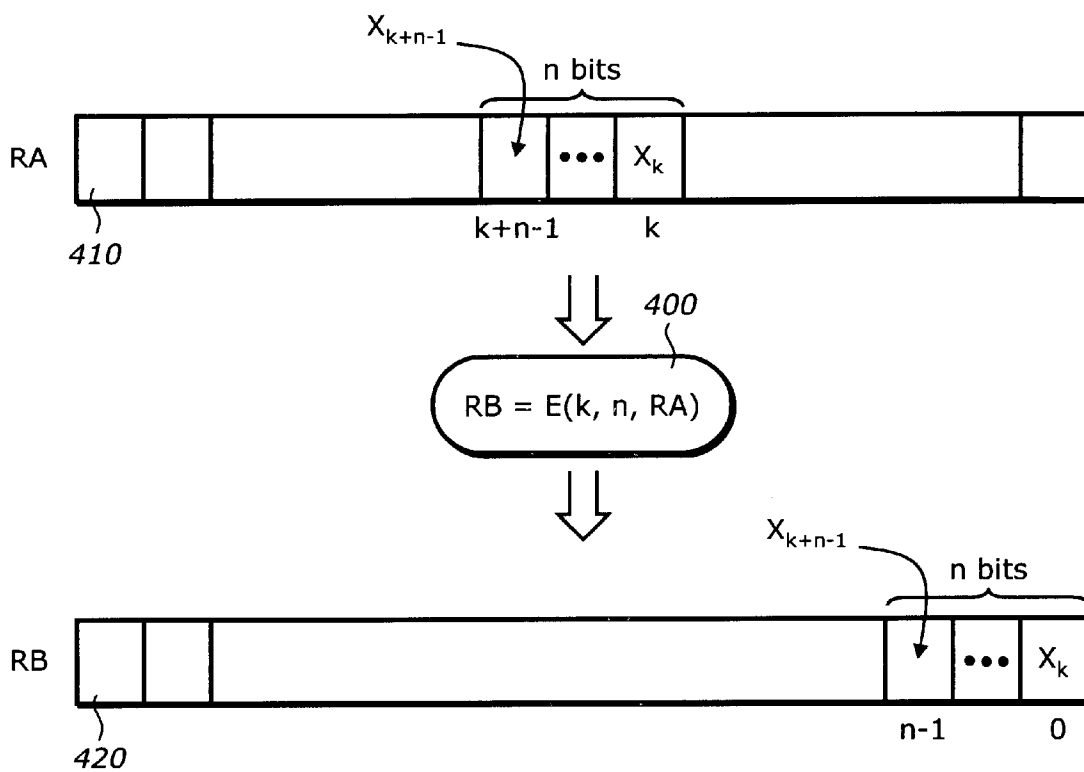 X_{k+n-1}
n bits
RA
••• X_k
410
k+n-1 k
400
RB = E(k, n, RA)
X_{k+n-1}
n bits
RB
••• X_k
420
n-1 0